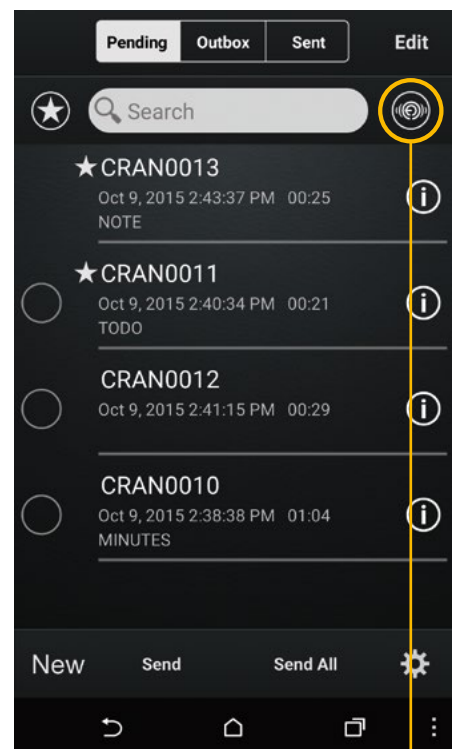 Pending Outbox Sent Edit
Search
CRAN0013
Oct 9, 2015 2:43:37 PM 00:25
NOTE
CRAN0011
Oct 9, 2015 2:40:34 PM 00:21
TODO
CRAN0012
Oct 9, 2015 2:41:15 PM 00:29
CRAN0010
Oct 9, 2015 2:38:38 PM 01:04
MINUTES
New Send Send All